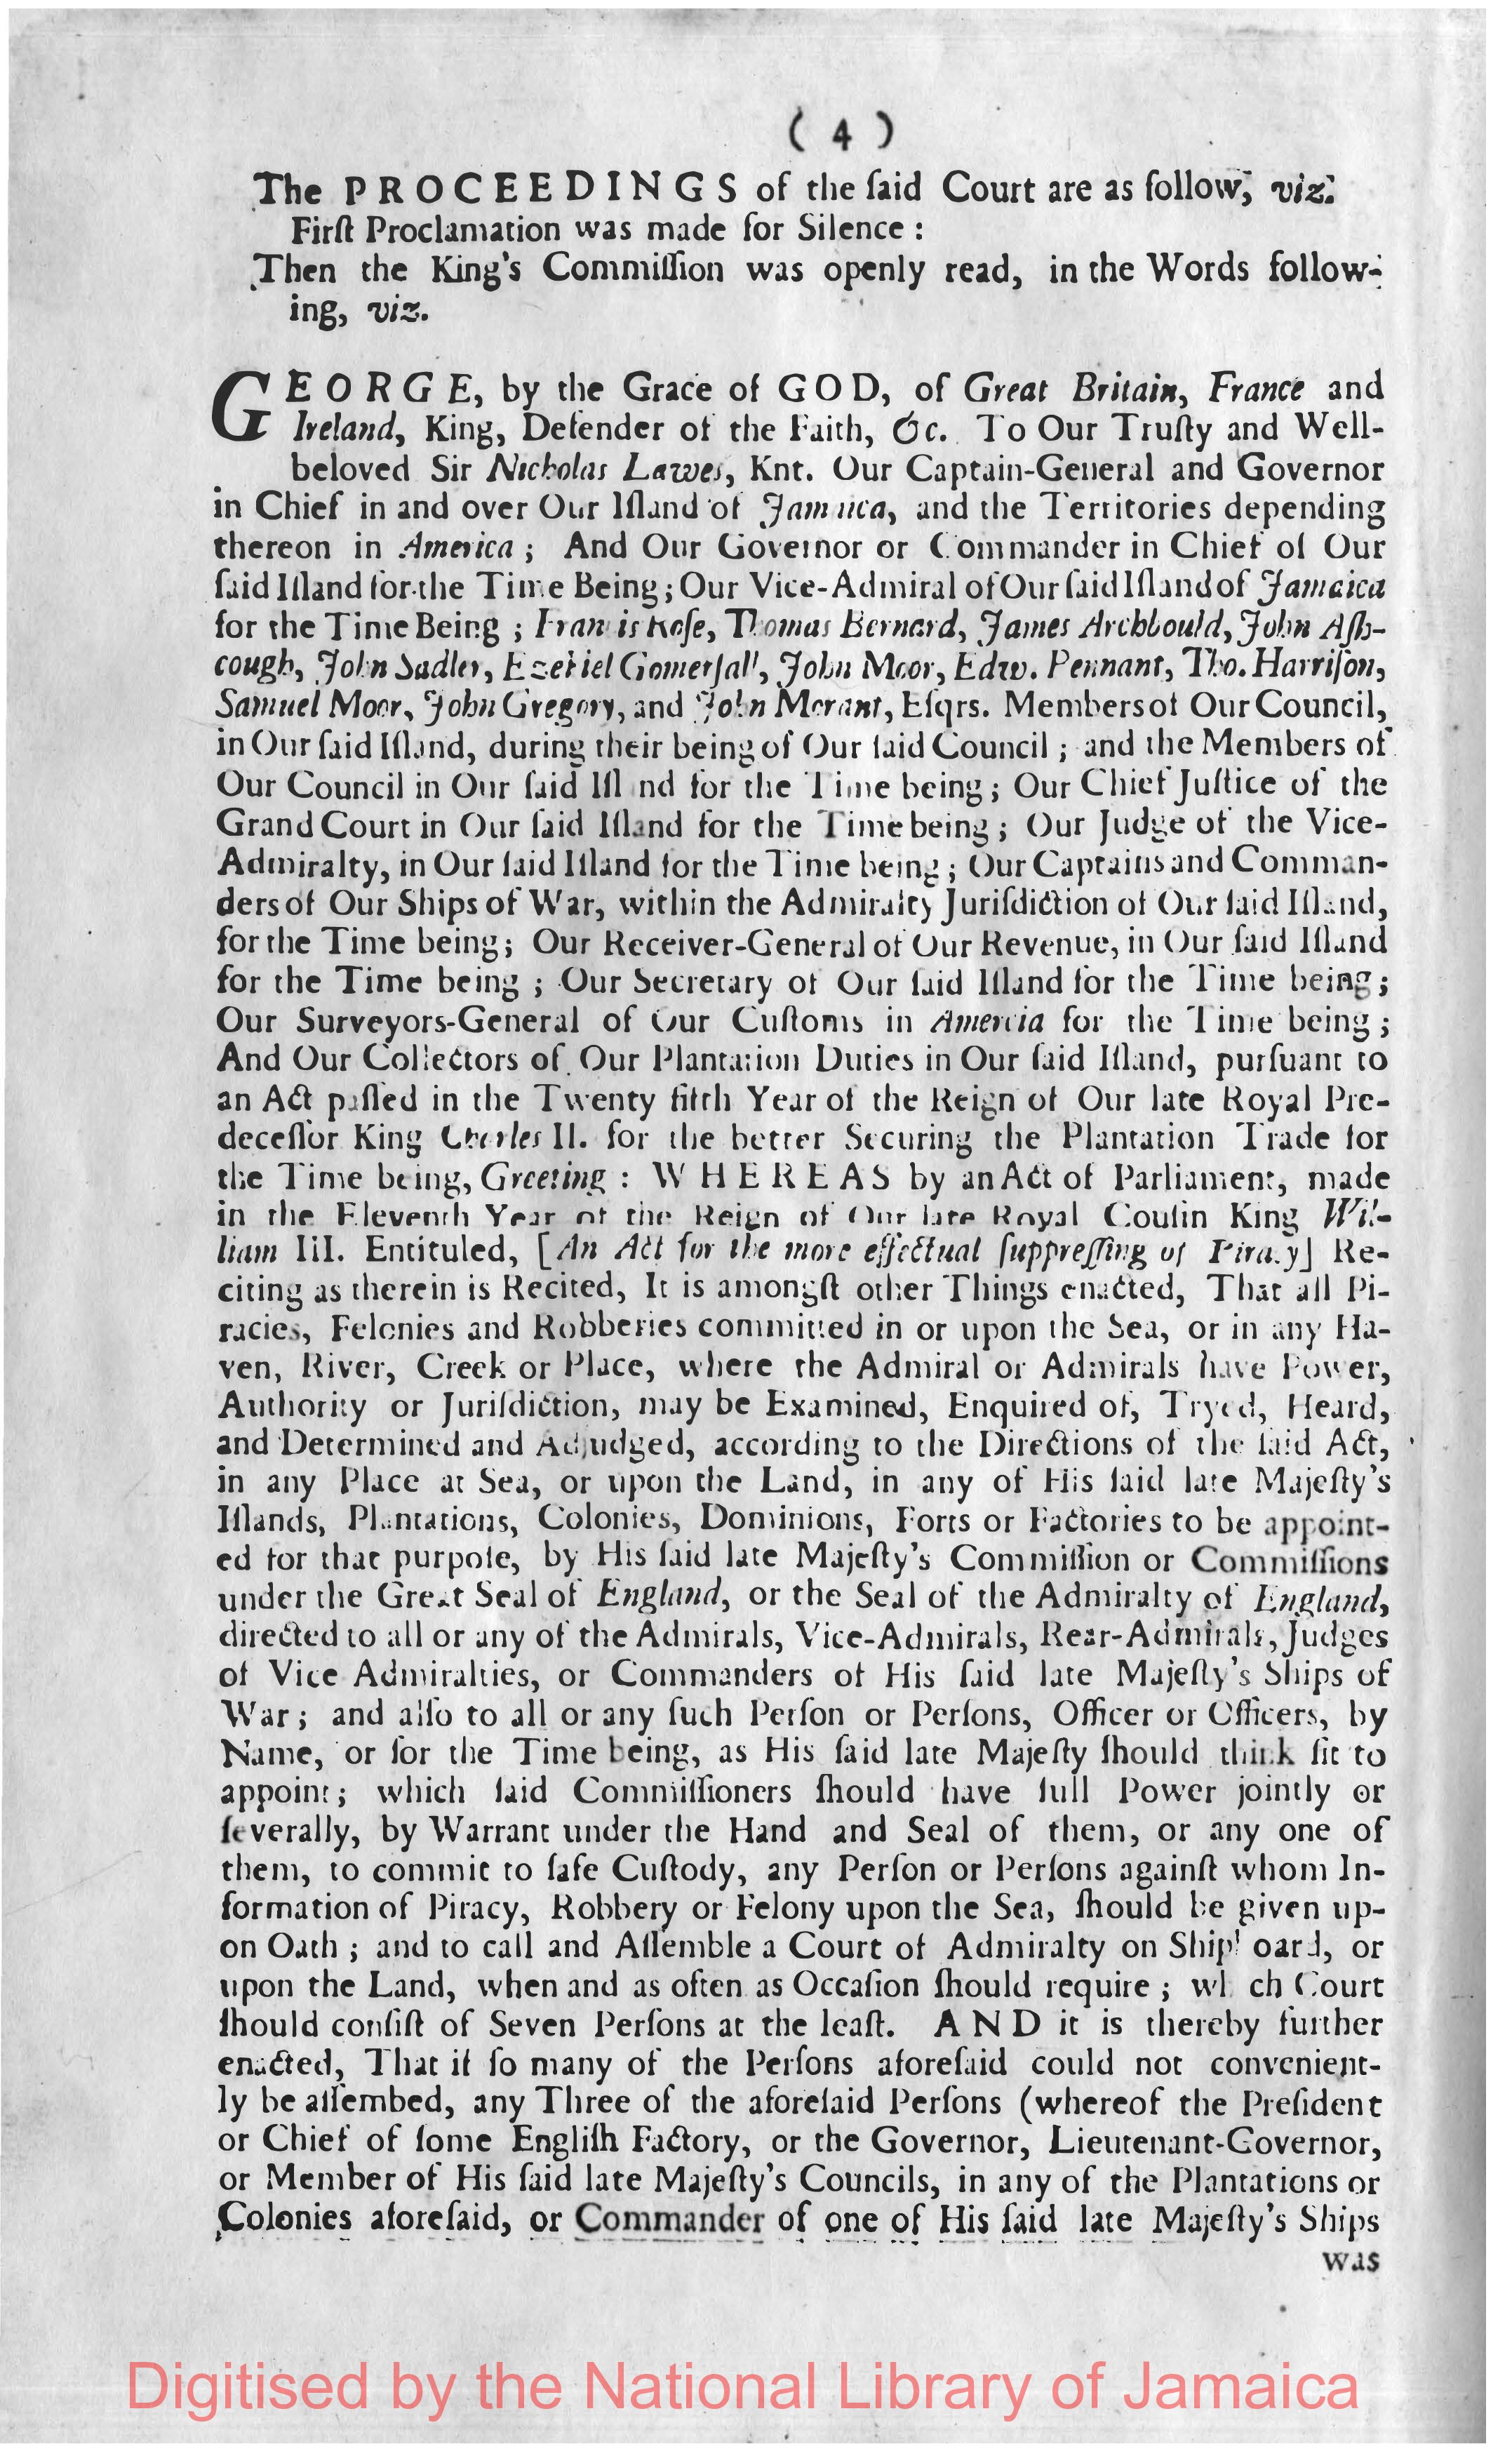 ( 4 )
The PROCEEDINGS of the ſaid Court are as follow, viz.
Firſt Proclamation was made for Silence :
Then the King's Commiſſion was openly read, in the Words follow-
ing, viz.
GEORGE, by the Grace of GOD, of Great Britain, France and
Ireland, King, Defender of the Faith, &c. To Our Truſty and Well-
beloved Sir Nicholas Lawes, Knt. Our Captain-General and Governor
in Chief in and over Our Iſland of Jamaica, and the Territories depending
thereon in America ; And Our Governor or Commander in Chief of Our
ſaid Iſland for the Time Being ; Our Vice-Admiral of Our ſaid Iſland of Jamaica
for the Time Being ; Francis Roſe, Thomas Bernard, James Archbould, John Aſh-
cough, John Sadler, Ezekiel Gomerſall, John Moor, Edw. Pennant, Tho. Harriſon,
Samuel Moor, John Gregory, and John Morant, Eſqrs. Members of Our Council,
in Our ſaid Iſland, during their being of Our ſaid Council ; and the Members of
Our Council in Our ſaid Iſland for the Time being ; Our Chief Juſtice of the
Grand Court in Our ſaid Iſland for the Time being ; Our Judge of the Vice-
Admiralty, in Our ſaid Iſland for the Time being ; Our Captains and Comman-
ders of Our Ships of War, within the Admiralty Juriſdiction of Our ſaid Iſland,
for the Time being; Our Receiver-General of Our Revenue, in Our ſaid Iſland
for the Time being ; Our Secretary of Our ſaid Iſland for the Time being ;
Our Surveyors-General of Our Cuſtoms in Amercia for the Time being ;
And Our Collectors of Our Plantation Duties in Our ſaid Iſland, purſuant to
an Act paſſed in the Twenty fifth Year of the Reign of Our late Royal Pre-
deceſſor King Charles II. for the better Securing the Plantation Trade for
the Time being, Greeting : WHEREAS by an Act of Parliament, made
in the Eleventh Year of the Reign of Our late Royal Couſin King Wil-
liam III. Entituled, [An Act for the more effectual ſuppreſſing of Piracy] Re-
citing as therein is Recited, It is amongſt other Things enacted, That all Pi-
racies, Felonies and Robberies committed in or upon the Sea, or in any Ha-
ven, River, Creek or Place, where the Admiral or Admirals have Power,
Authority or Juriſdiction, may be Examined, Enquired of, Tryed, Heard,
and Determined and Adjudged, according to the Directions of the ſaid Act,
in any Place at Sea, or upon the Land, in any of His ſaid late Majeſty's
Iſlands, Plantations, Colonies, Dominions, Forts or Factories to be appoint-
ed for that purpoſe, by His ſaid late Majeſty's Commiſſion or Commiſſions
under the Great Seal of England, or the Seal of the Admiralty of England,
directed to all or any of the Admirals, Vice-Admirals, Rear-Admirals, Judges
of Vice Admiralties, or Commanders of His ſaid late Majeſty's Ships of
War ; and alſo to all or any ſuch Perſon or Perſons, Officer or Officers, by
Name, or for the Time being, as His ſaid late Majeſty ſhould think fit to
appoint ; which ſaid Commiſſioners ſhould have full Power jointly or
ſeverally, by Warrant under the Hand and Seal of them, or any one of
them, to commit to ſafe Cuſtody, any Perſon or Perſons againſt whom In-
formation of Piracy, Robbery or Felony upon the Sea, ſhould be given up-
on Oath ; and to call and Aſſemble a Court of Admiralty on Shipboard, or
upon the Land, when and as often as Occaſion ſhould require ; which Court
ſhould conſiſt of Seven Perſons at the leaſt. AND it is thereby further
enacted, That if ſo many of the Perſons aforeſaid could not convenient-
ly be aſſembed, any Three of the aforeſaid Perſons (whereof the Preſident
or Chief of ſome Engliſh Factory, or the Governor, Lieutenant-Governor,
or Member of His ſaid late Majeſty's Councils, in any of the Plantations or
Colonies aforeſaid, or Commander of one of His ſaid late Majeſty's Ships
was
Digitised by the National Library of Jamaica